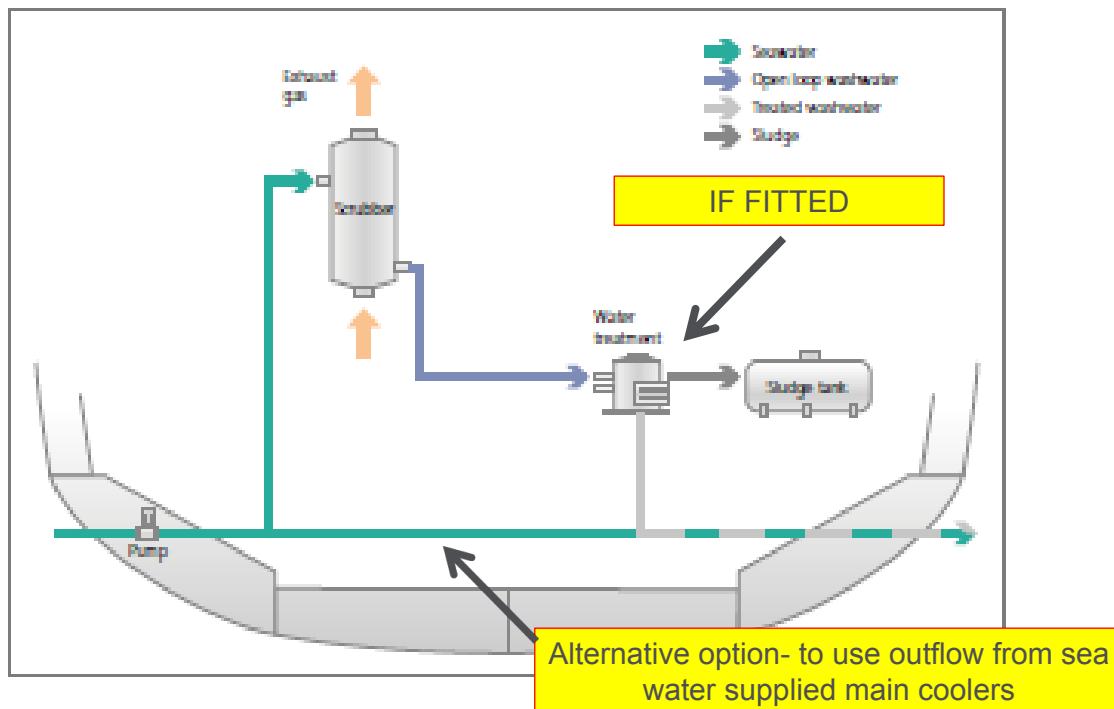 Exhaust
gas
Seawater
Open loop washwater
Treated washwater
Sludge
IF FITTED
Scrubber
Water
treatment
Sludge tank
Pump
Alternative option- to use outflow from sea
water supplied main coolers